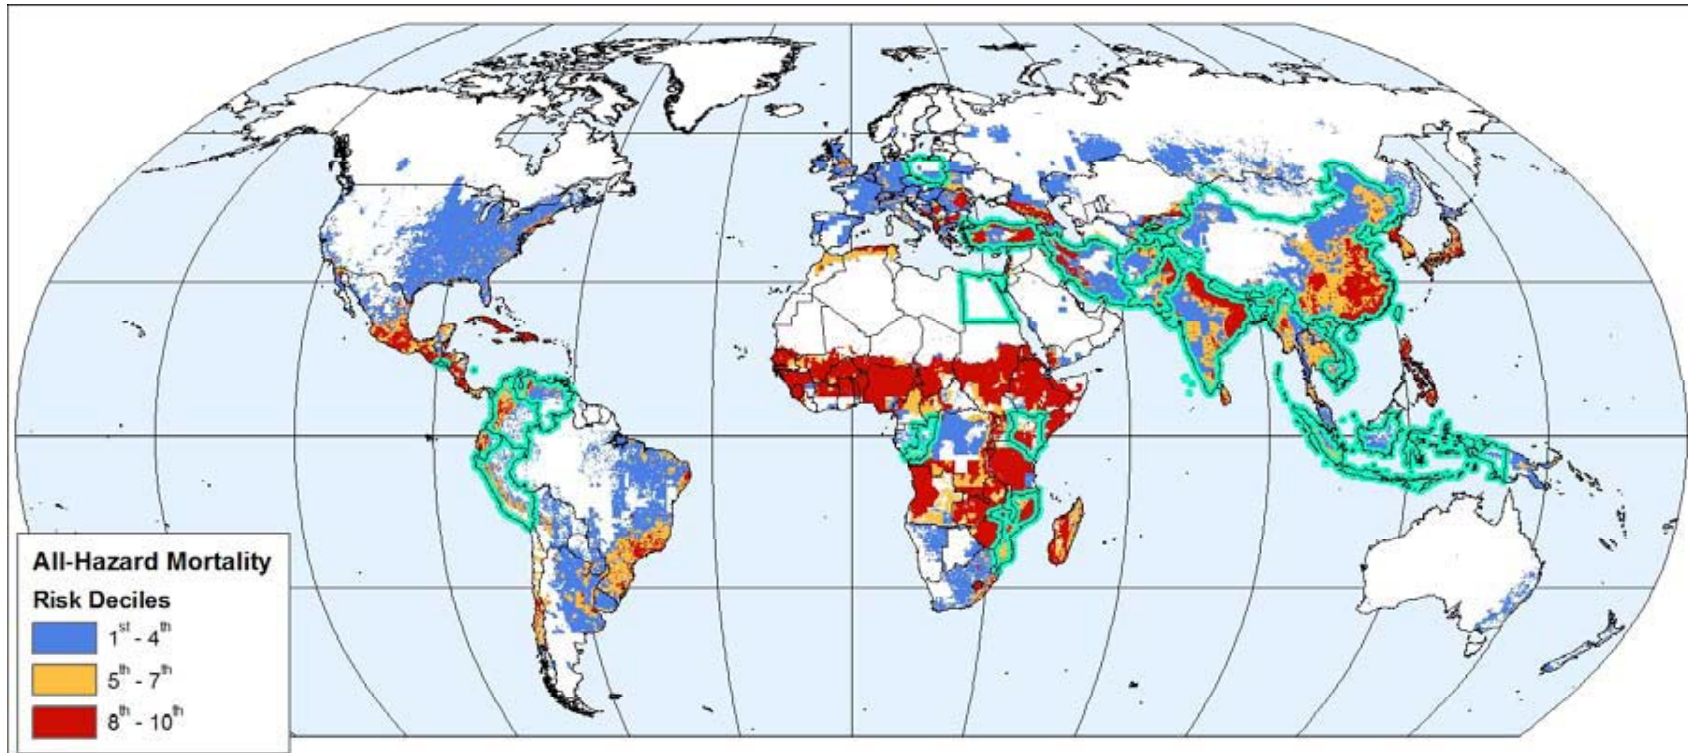 All-Hazard Mortality
Risk Deciles
1st - 4th
5th - 7th
8th - 10th